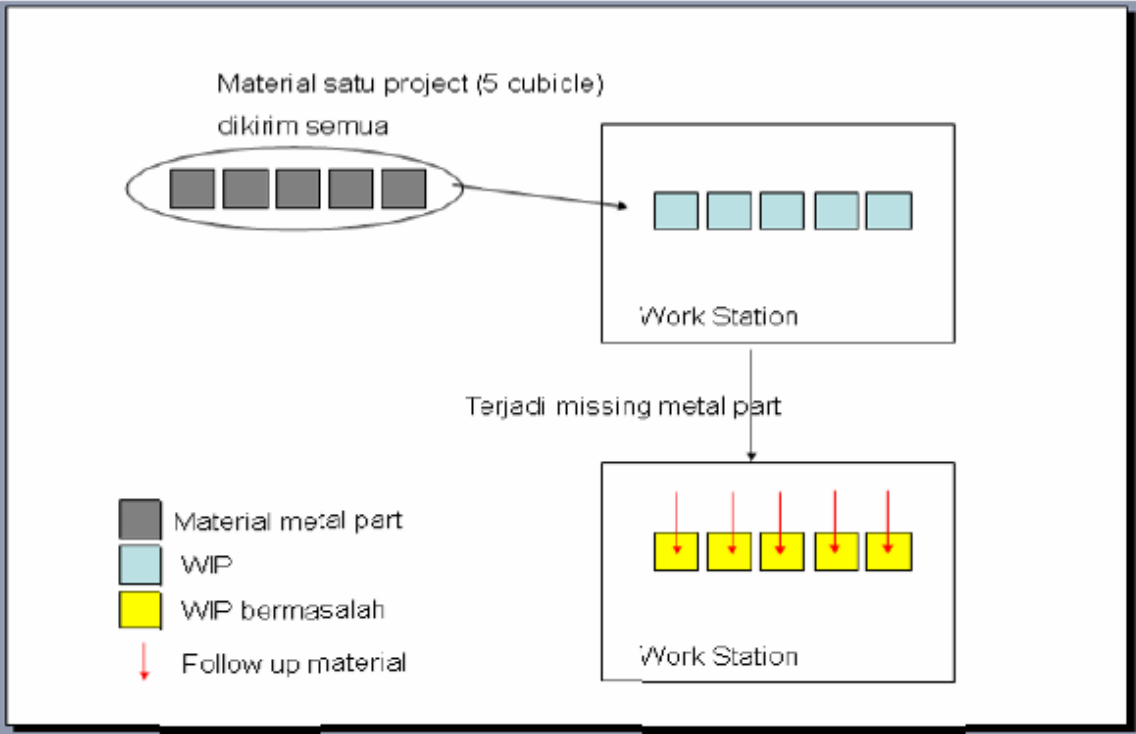 Material satu project (5 cubicle)
dikirim semua
Work Station
Terjadi missing metal part
Material metal part
WIP
WIP bermasalah
Follow up material
Work Station